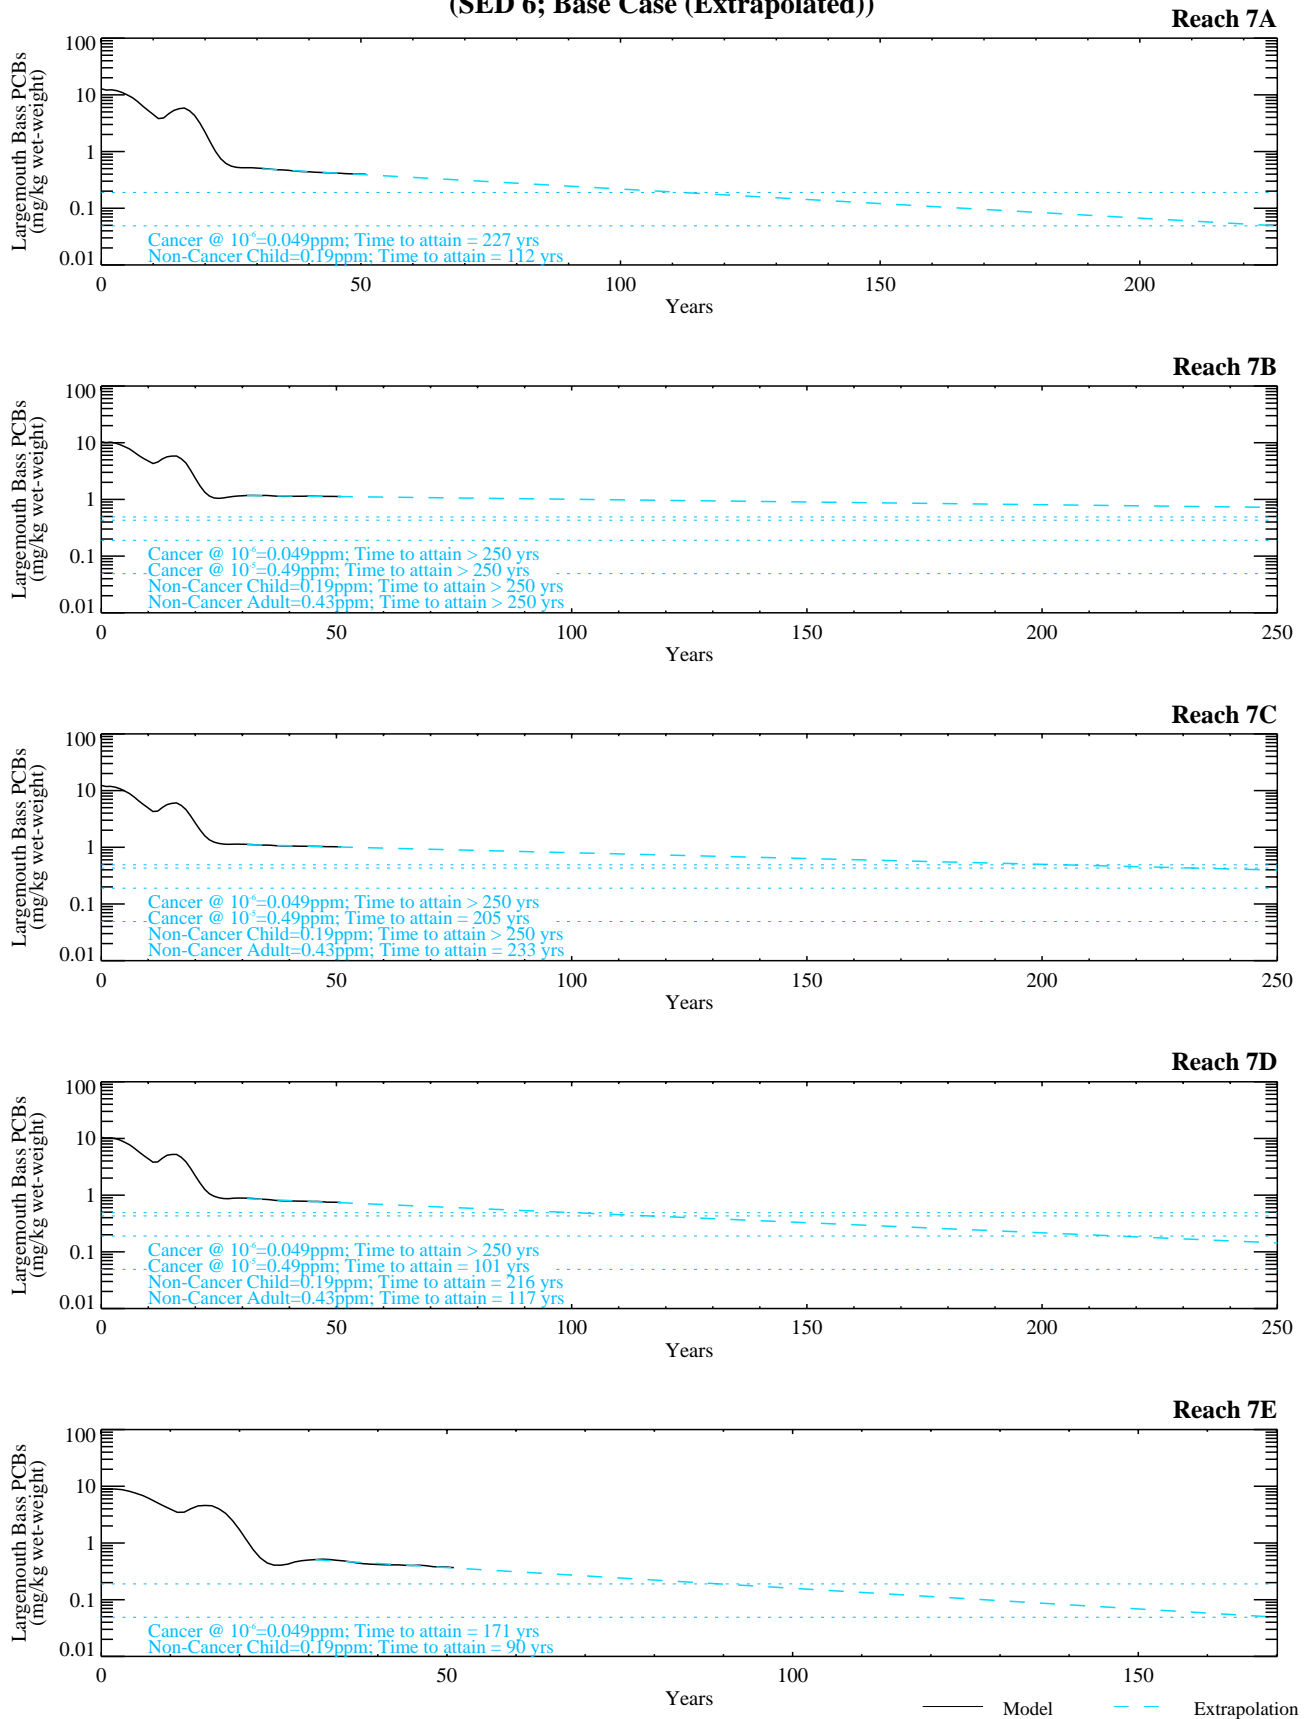 (SED 6; Base Case (Extrapolated))
Reach 7A
Largemouth Bass PCBs
(mg/kg wet-weight)
100
10
1
0.1
0.01
Cancer @ 10⁻⁶=0.049ppm; Time to attain = 227 yrs
Non-Cancer Child=0.19ppm; Time to attain = 112 yrs
0 50 100 150 200
Years
Reach 7B
Largemouth Bass PCBs
(mg/kg wet-weight)
100
10
1
0.1
0.01
Cancer @ 10⁻⁶=0.049ppm; Time to attain > 250 yrs
Cancer @ 10⁻⁵=0.49ppm; Time to attain > 250 yrs
Non-Cancer Child=0.19ppm; Time to attain > 250 yrs
Non-Cancer Adult=0.43ppm; Time to attain > 250 yrs
0 50 100 150 200 250
Years
Reach 7C
Largemouth Bass PCBs
(mg/kg wet-weight)
100
10
1
0.1
0.01
Cancer @ 10⁻⁶=0.049ppm; Time to attain > 250 yrs
Cancer @ 10⁻⁵=0.49ppm; Time to attain = 205 yrs
Non-Cancer Child=0.19ppm; Time to attain > 250 yrs
Non-Cancer Adult=0.43ppm; Time to attain = 233 yrs
0 50 100 150 200 250
Years
Reach 7D
Largemouth Bass PCBs
(mg/kg wet-weight)
100
10
1
0.1
0.01
Cancer @ 10⁻⁶=0.049ppm; Time to attain > 250 yrs
Cancer @ 10⁻⁵=0.49ppm; Time to attain = 101 yrs
Non-Cancer Child=0.19ppm; Time to attain = 216 yrs
Non-Cancer Adult=0.43ppm; Time to attain = 117 yrs
0 50 100 150 200 250
Years
Reach 7E
Largemouth Bass PCBs
(mg/kg wet-weight)
100
10
1
0.1
0.01
Cancer @ 10⁻⁶=0.049ppm; Time to attain = 171 yrs
Non-Cancer Child=0.19ppm; Time to attain = 90 yrs
0 50 100 150
Years
Model Extrapolation